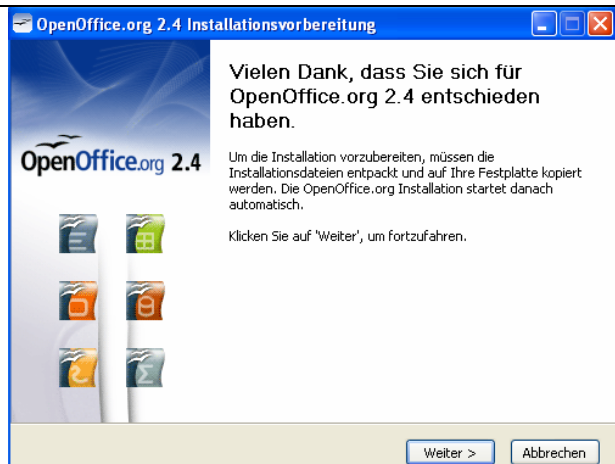 OpenOffice.org 2.4 Installationsvorbereitung
Vielen Dank, dass Sie sich für
OpenOffice.org 2.4 entschieden
haben.
OpenOffice.org 2.4
Um die Installation vorzubereiten, müssen die
Installationsdateien entpackt und auf Ihre Festplatte kopiert
werden. Die OpenOffice.org Installation startet danach
automatisch.
Klicken Sie auf 'Weiter', um fortzufahren.
Weiter >
Abbrechen